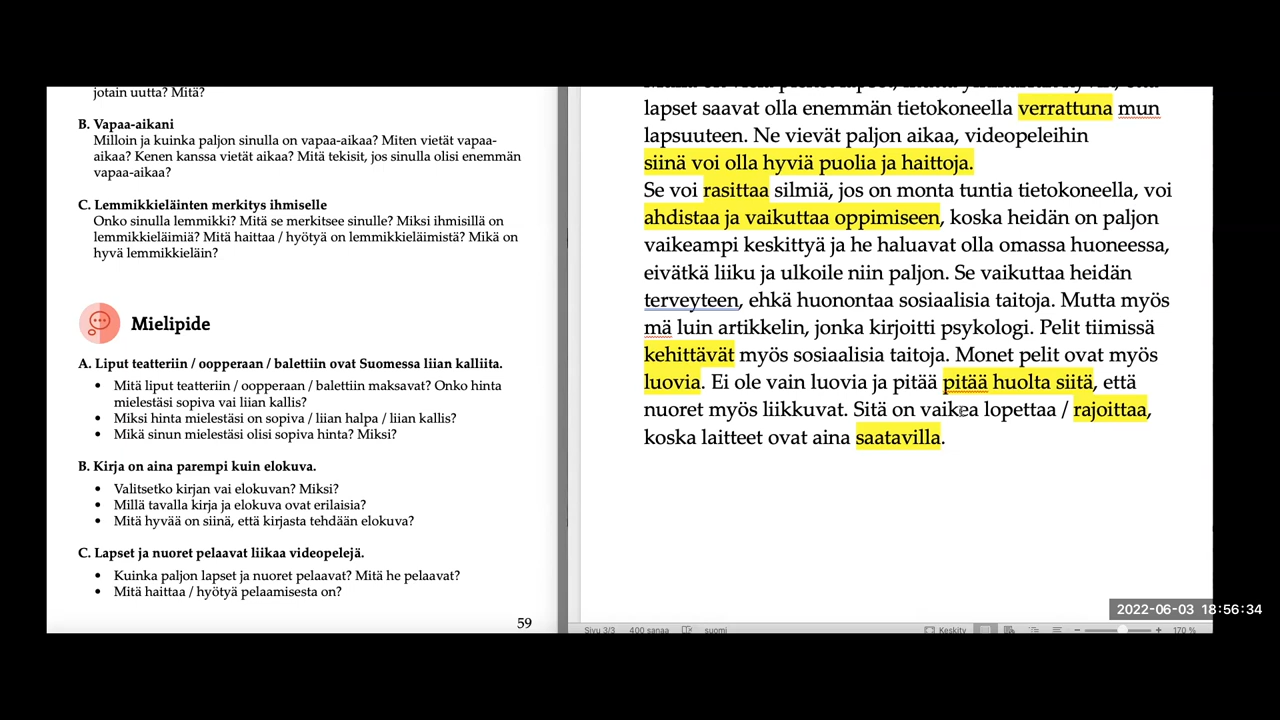 jotain uutta? Mitä?
B. Vapaa-aikani
Milloin ja kuinka paljon sinulla on vapaa-aikaa? Miten vietät vapaa-
aikaa? Kenen kanssa vietät aikaa? Mitä tekisit, jos sinulla olisi enemmän
vapaa-aikaa?
C. Lemmikkieläinten merkitys ihmiselle
Onko sinulla lemmikki? Mitä se merkitsee sinulle? Miksi ihmisillä on
lemmikkieläimiä? Mitä haittaa / hyötyä on lemmikkieläimistä? Mikä on
hyvä lemmikkieläin?
Mielipide
A. Liput teatteriin / oopperaan / balettiin ovat Suomessa liian kalliita.
• Mitä liput teatteriin / oopperaan / balettiin maksavat? Onko hinta
mielestäsi sopiva vai liian kallis?
• Miksi hinta mielestäsi on sopiva / liian halpa / liian kallis?
• Mikä sinun mielestäsi olisi sopiva hinta? Miksi?
B. Kirja on aina parempi kuin elokuva.
• Valitsetko kirjan vai elokuvan? Miksi?
• Millä tavalla kirja ja elokuva ovat erilaisia?
• Mitä hyvää on siinä, että kirjasta tehdään elokuva?
C. Lapset ja nuoret pelaavat liikaa videopelejä.
• Kuinka paljon lapset ja nuoret pelaavat? Mitä he pelaavat?
• Mitä haittaa / hyötyä pelaamisesta on?
59
lapset saavat olla enemmän tietokoneella verrattuna mun
lapsuuteen. Ne vievät paljon aikaa, videopeleihin
siinä voi olla hyviä puolia ja haittoja.
Se voi rasittaa silmiä, jos on monta tuntia tietokoneella, voi
ahdistaa ja vaikuttaa oppimiseen, koska heidän on paljon
vaikeampi keskittyä ja he haluavat olla omassa huoneessa,
eivätkä liiku ja ulkoile niin paljon. Se vaikuttaa heidän
terveyteen, ehkä huonontaa sosiaalisia taitoja. Mutta myös
mä luin artikkelin, jonka kirjoitti psykologi. Pelit tiimissä
kehittävät myös sosiaalisia taitoja. Monet pelit ovat myös
luovia. Ei ole vain luovia ja pitää pitää huolta siitä, että
nuoret myös liikkuvat. Sitä on vaikea lopettaa / rajoittaa,
koska laitteet ovat aina saatavilla.
2022-06-03 18:56:34
Sivu 3/3 400 sanaa suomi Keskity 170 %